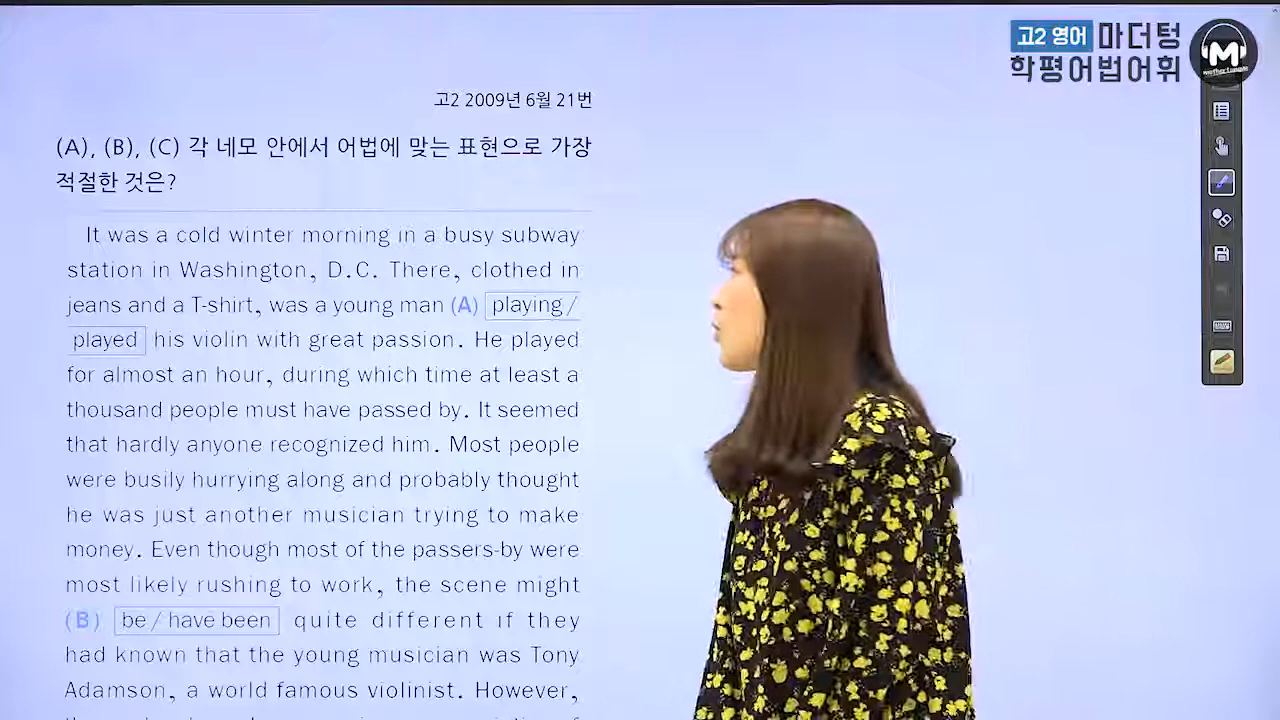 고2 영어 마더텅
학평어법어휘
M
고2 2009년 6월 21번
(A), (B), (C) 각 네모 안에서 어법에 맞는 표현으로 가장
적절한 것은?
It was a cold winter morning in a busy subway
station in Washington, D.C. There, clothed in
jeans and a T-shirt, was a young man (A) playing /
played his violin with great passion. He played
for almost an hour, during which time at least a
thousand people must have passed by. It seemed
that hardly anyone recognized him. Most people
were busily hurrying along and probably thought
he was just another musician trying to make
money. Even though most of the passers-by were
most likely rushing to work, the scene might
(B) be / have been quite different if they
had known that the young musician was Tony
Adamson, a world famous violinist. However,